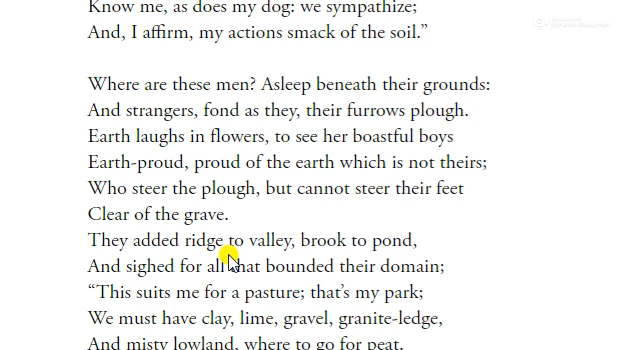 Know me, as does my dog: we sympathize;
And, I affirm, my actions smack of the soil.”
Where are these men? Asleep beneath their grounds:
And strangers, fond as they, their furrows plough.
Earth laughs in flowers, to see her boastful boys
Earth-proud, proud of the earth which is not theirs;
Who steer the plough, but cannot steer their feet
Clear of the grave.
They added ridge to valley, brook to pond,
And sighed for all that bounded their domain;
“This suits me for a pasture; that’s my park;
We must have clay, lime, gravel, granite-ledge,
And misty lowland, where to go for peat.